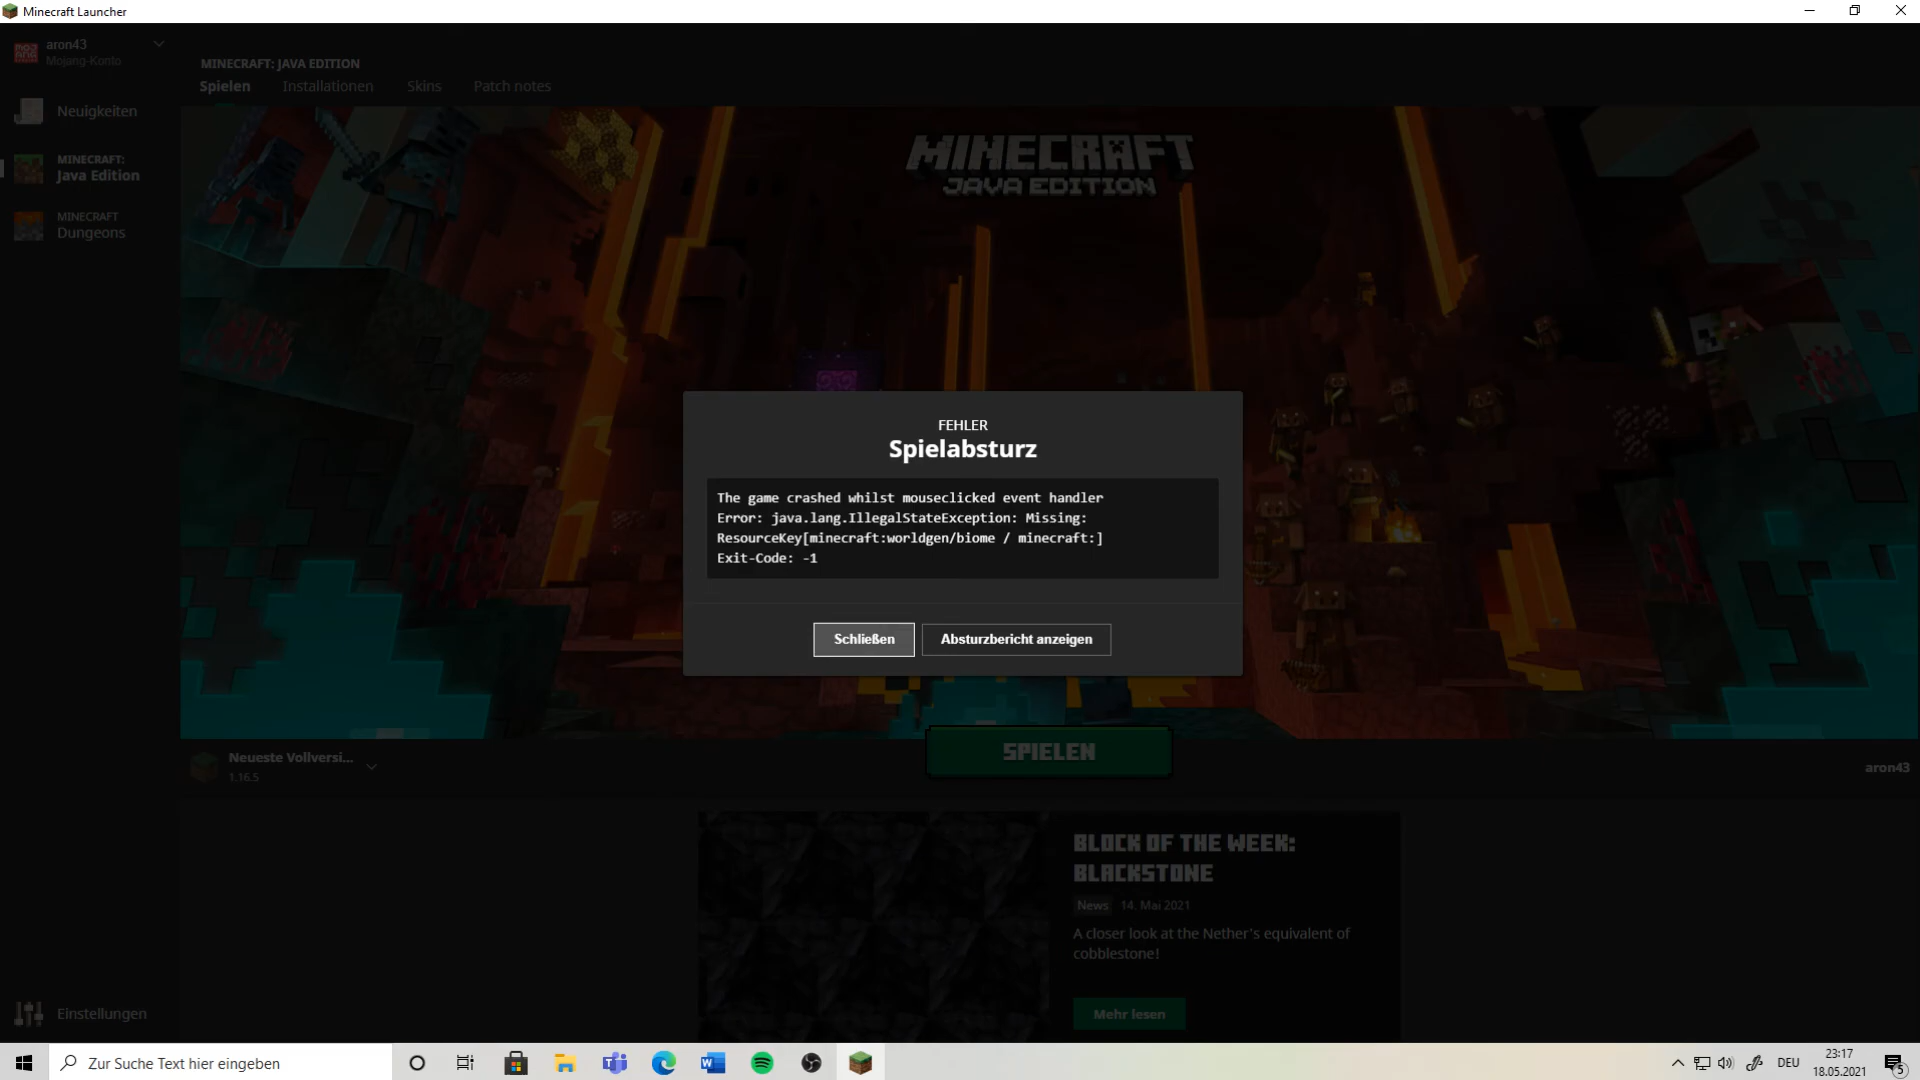 Minecraft Launcher
aron43
Mojang-Konto
MINECRAFT: JAVA EDITION
Spielen Installationen Skins Patch notes
Neuigkeiten
MINECRAFT:
Java Edition
MINECRAFT
Dungeons
MINECRAFT
JAVA EDITION
FEHLER
Spielabsturz
The game crashed whilst mouseclicked event handler
Error: java.lang.IllegalStateException: Missing:
ResourceKey[minecraft:worldgen/biome / minecraft:]
Exit-Code: -1
Schließen Absturzbericht anzeigen
Neueste Vollversi...
1.16.5
SPIELEN
aron43
BLOCK OF THE WEEK:
BLACKSTONE
News 14. Mai 2021
A closer look at the Nether's equivalent of
cobblestone!
Mehr lesen
Einstellungen
Zur Suche Text hier eingeben
DEU
23:17
18.05.2021
5